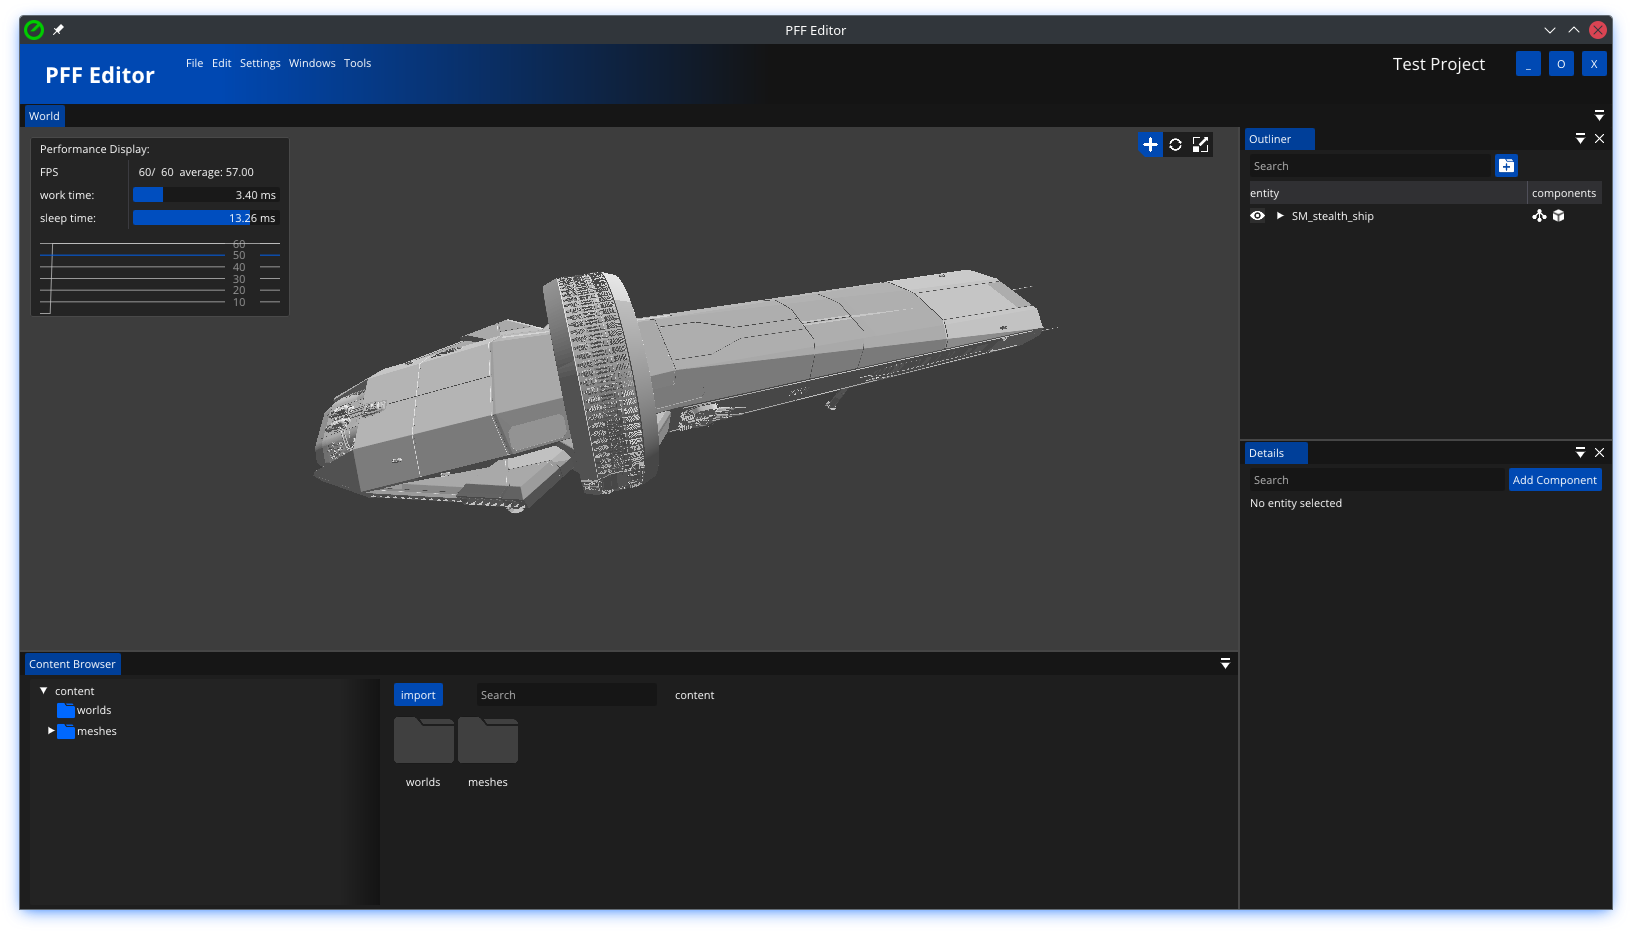 PFF Editor
PFF Editor
File Edit Settings Windows Tools
Test Project
_ O X
World
Performance Display:
FPS 60/ 60 average: 57.00
work time: 3.40 ms
sleep time: 13.26 ms
60
50
40
30
20
10
Outliner
Search
entity components
SM_stealth_ship
Details
Search Add Component
No entity selected
Content Browser
content
worlds
meshes
import Search content
worlds meshes